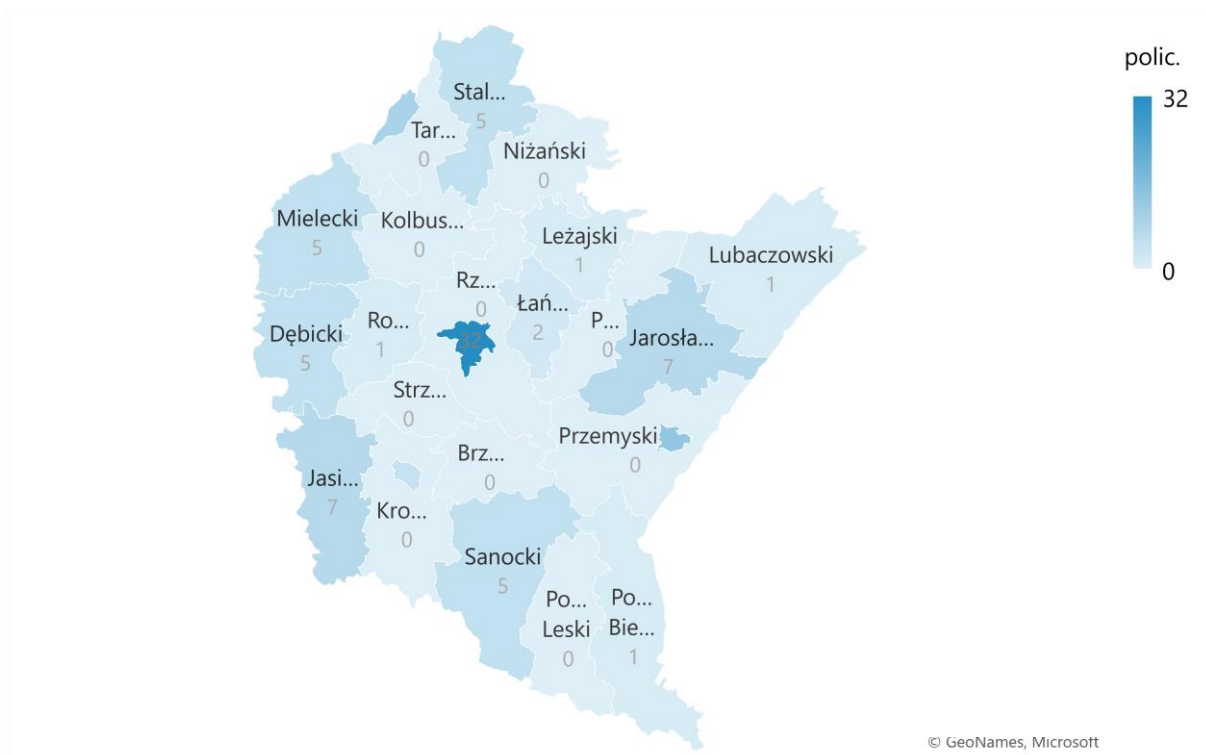 polic.
32
0
Stal...
5
Tar...
0
Niżański
0
Mielecki
5
Kolbus...
0
Leżajski
1
Lubaczowski
1
Rz...
0
32
Łań...
2
P...
0
Jarosła...
7
Dębicki
5
Ro...
1
Strz...
0
Przemyski
0
Brz...
0
Jasi...
7
Kro...
0
Sanocki
5
Po...
Leski
0
Po...
Bie...
1
© GeoNames, Microsoft